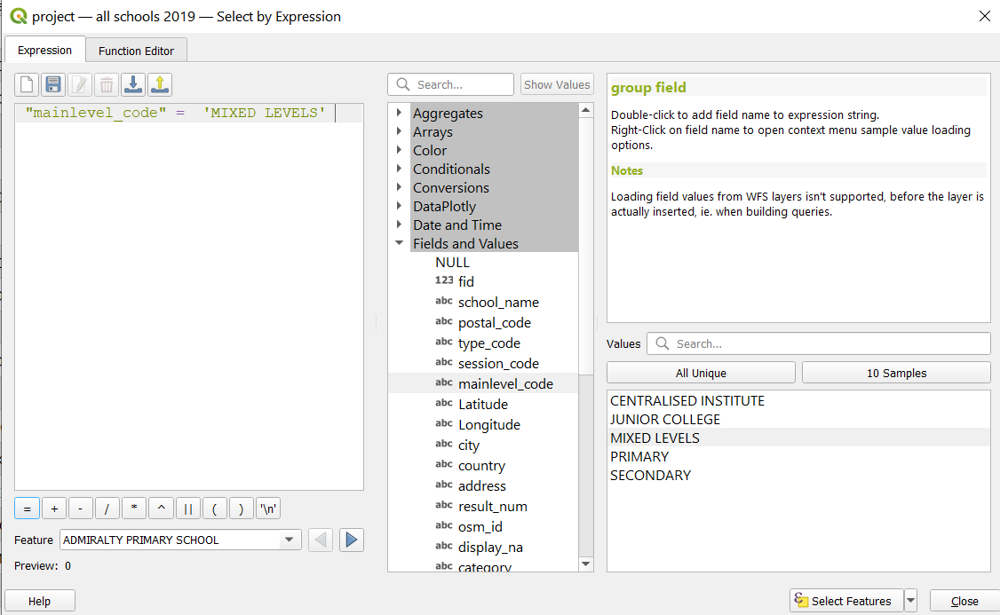 project — all schools 2019 — Select by Expression
Expression
Function Editor
"mainlevel_code" = 'MIXED LEVELS'
= + - / * ^ || ( ) '\n'
Feature ADMIRALTY PRIMARY SCHOOL
Preview: 0
Help
Search...
Show Values
Aggregates
Arrays
Color
Conditionals
Conversions
DataPlotly
Date and Time
Fields and Values
NULL
123 fid
abc school_name
abc postal_code
abc type_code
abc session_code
abc mainlevel_code
abc Latitude
abc Longitude
abc city
abc country
abc address
abc result_num
abc osm_id
abc display_na
abc category
group field
Double-click to add field name to expression string.
Right-Click on field name to open context menu sample value loading
options.
Notes
Loading field values from WFS layers isn't supported, before the layer is
actually inserted, ie. when building queries.
Values Search...
All Unique
10 Samples
CENTRALISED INSTITUTE
JUNIOR COLLEGE
MIXED LEVELS
PRIMARY
SECONDARY
Select Features
Close